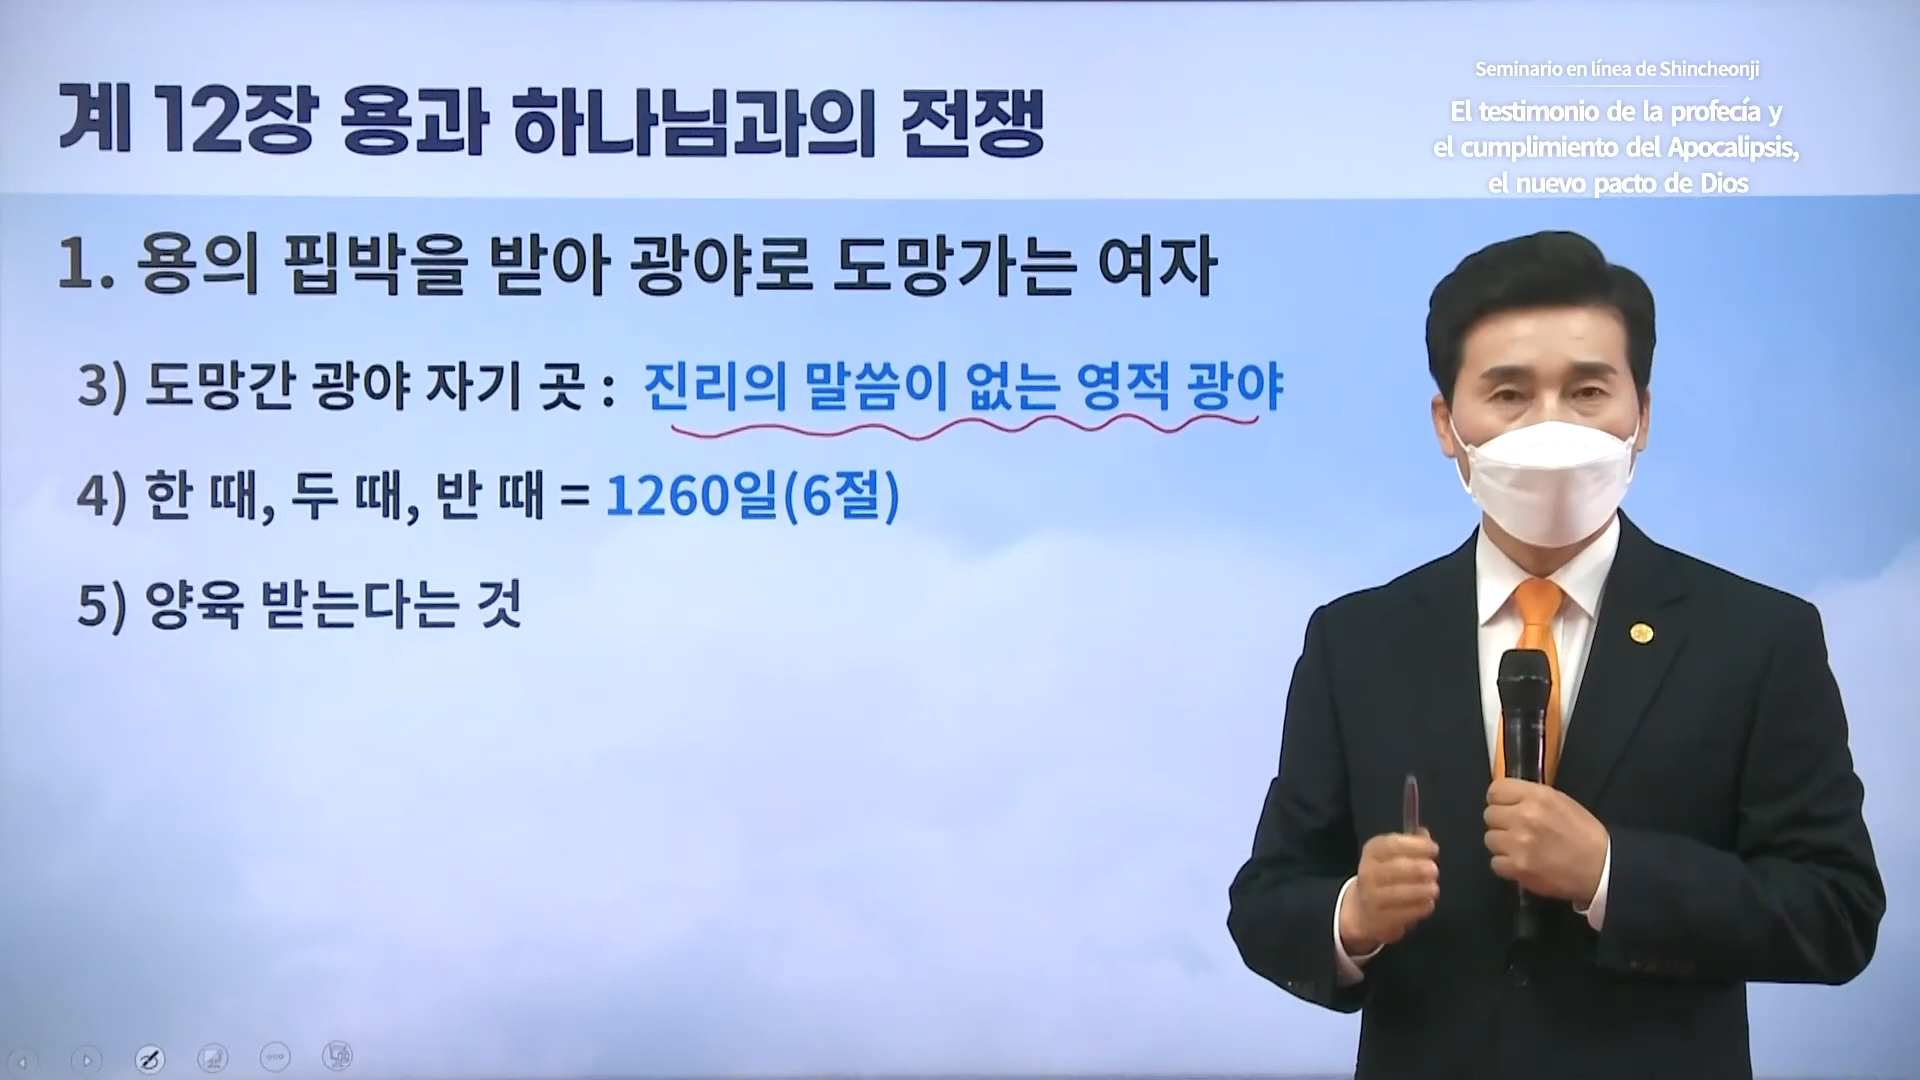 계 12장 용과 하나님과의 전쟁
Seminario en línea de Shincheonji
El testimonio de la profecía y
el cumplimiento del Apocalipsis,
el nuevo pacto de Dios
1. 용의 핍박을 받아 광야로 도망가는 여자
3) 도망간 광야 자기 곳 : 진리의 말씀이 없는 영적 광야
4) 한 때, 두 때, 반 때 = 1260일(6절)
5) 양육 받는다는 것